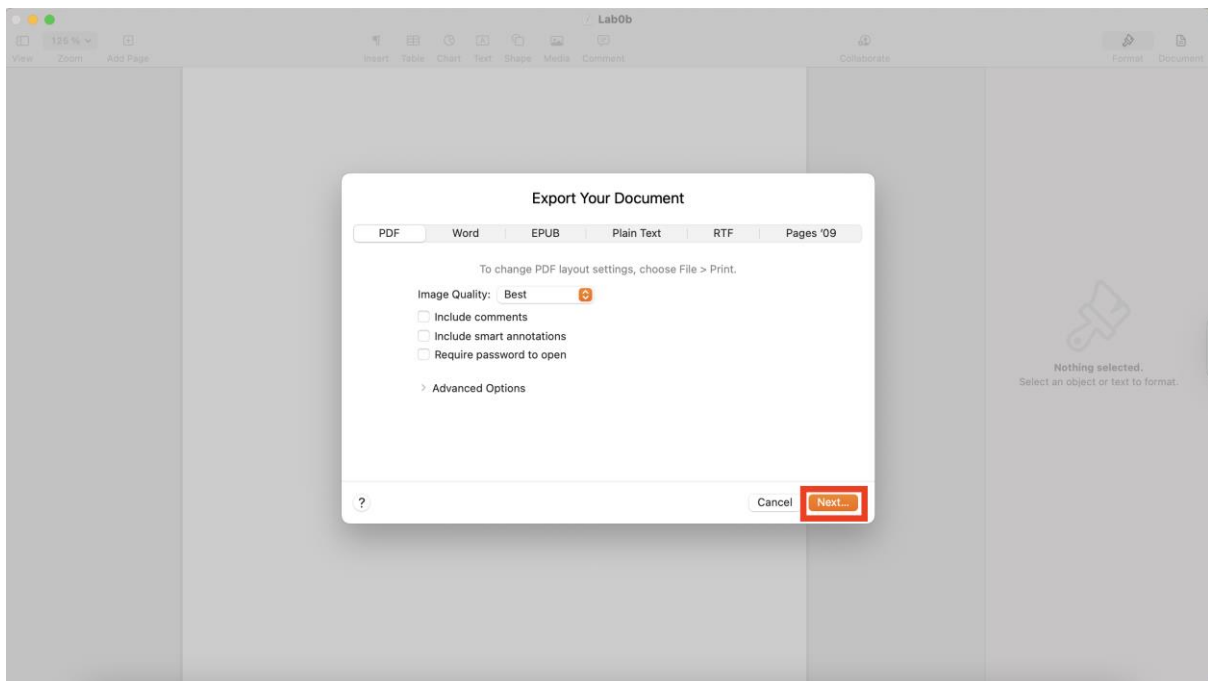 Lab0b
125 %
View Zoom Add Page Insert Table Chart Text Shape Media Comment Collaborate Format Document
Export Your Document
PDF Word EPUB Plain Text RTF Pages '09
To change PDF layout settings, choose File > Print.
Image Quality: Best
Include comments
Include smart annotations
Require password to open
Advanced Options
Nothing selected.
Select an object or text to format.
? Cancel Next...